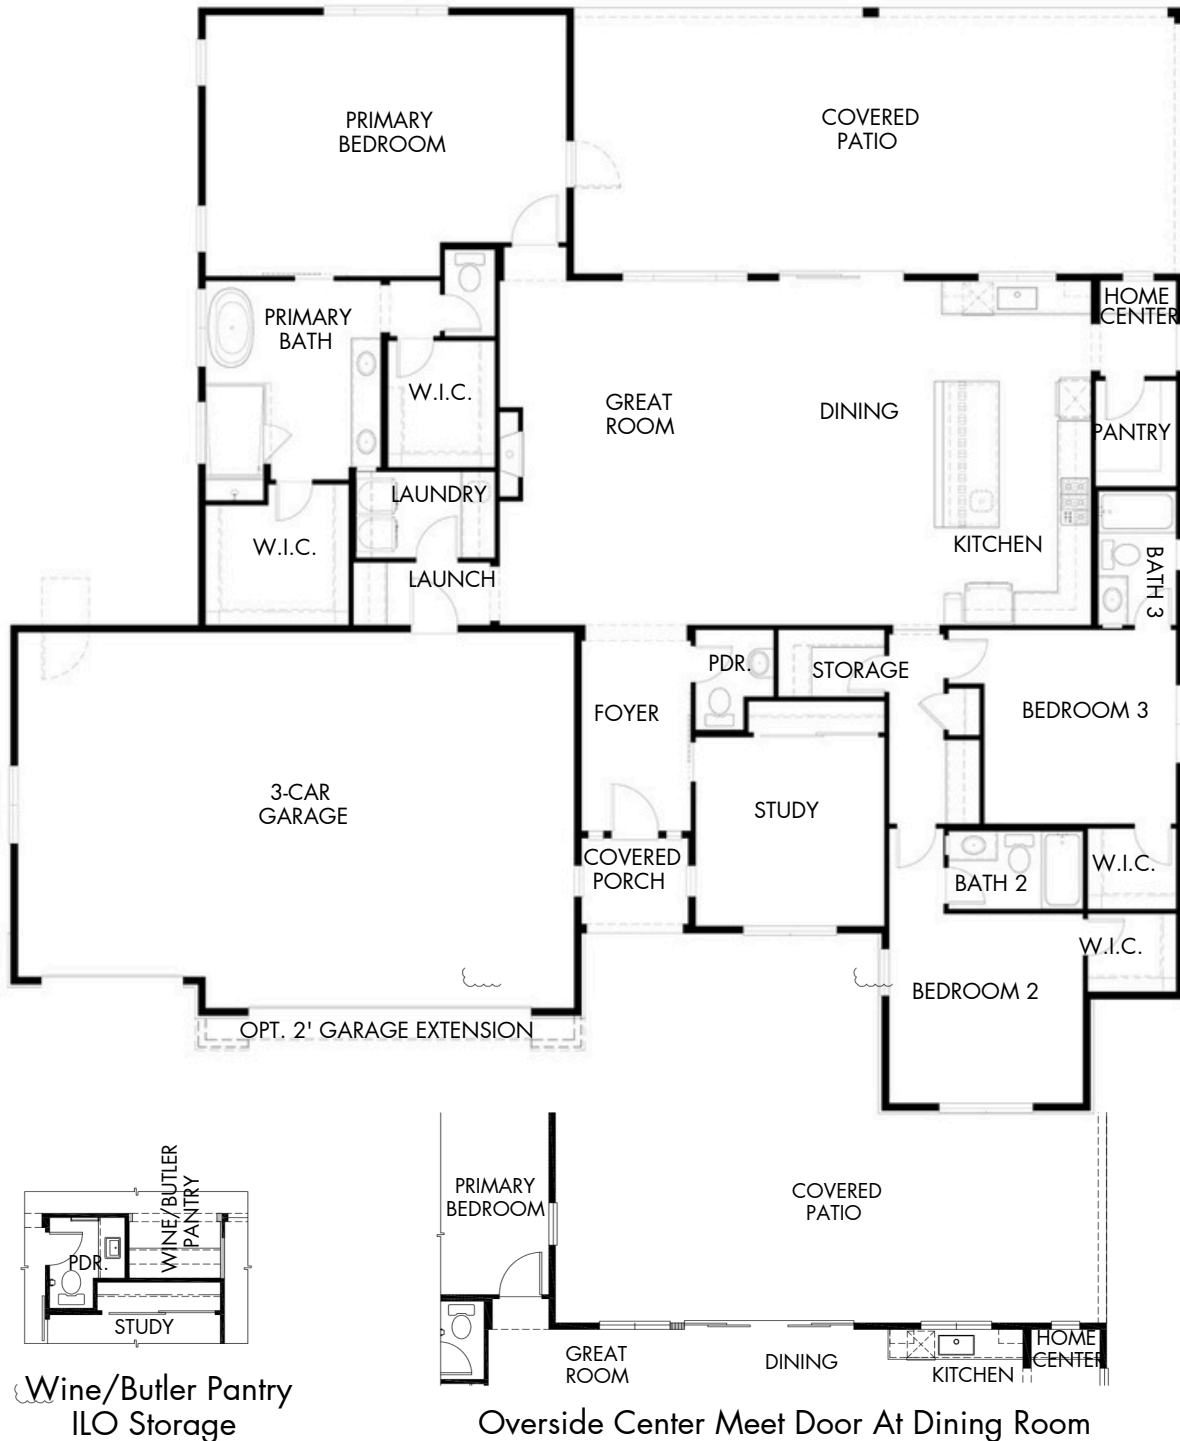 PRIMARY
BEDROOM
COVERED
PATIO
HOME
CENTER
PRIMARY
BATH
W.I.C.
GREAT
ROOM
DINING
PANTRY
LAUNDRY
W.I.C.
KITCHEN
LAUNCH
BATH 3
PDR.
STORAGE
FOYER
BEDROOM 3
3-CAR
GARAGE
STUDY
COVERED
PORCH
BATH 2
W.I.C.
W.I.C.
BEDROOM 2
OPT. 2' GARAGE EXTENSION
WINE/BUTLER
PANTRY
PDR.
STUDY
Wine/Butler Pantry
ILO Storage
PRIMARY
BEDROOM
COVERED
PATIO
GREAT
ROOM
DINING
KITCHEN
HOME
CENTER
Overside Center Meet Door At Dining Room